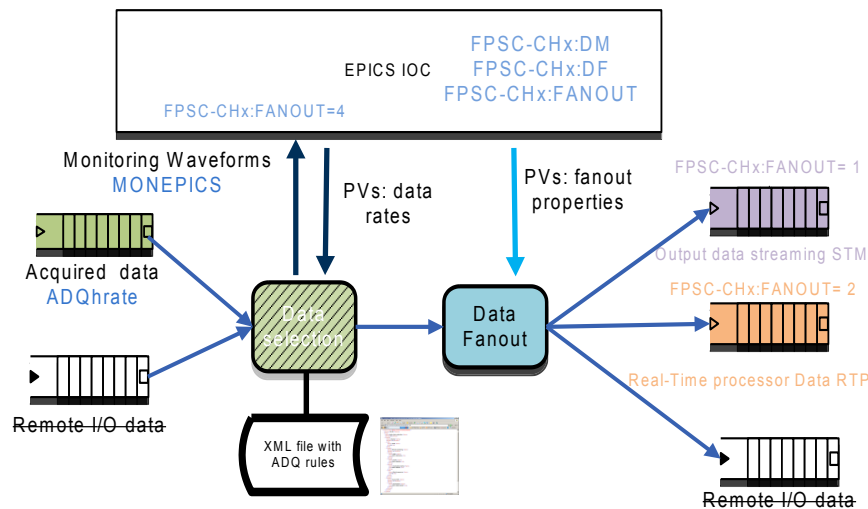 FPSC-CHx:DM
EPICS IOC
FPSC-CHx:DF
FPSC-CHx:FANOUT
FPSC-CHx:FANOUT=4
Monitoring Waveforms
MONEPICS
PVs: data
rates
PVs: fanout
properties
FPSC-CHx:FANOUT= 1
Output data streaming STM
Acquired data
ADQhrate
FPSC-CHx:FANOUT= 2
Data
selection
Data
Fanout
Real-Time processor Data RTP
Remote I/O data
XML file with
ADQ rules
Remote I/O data